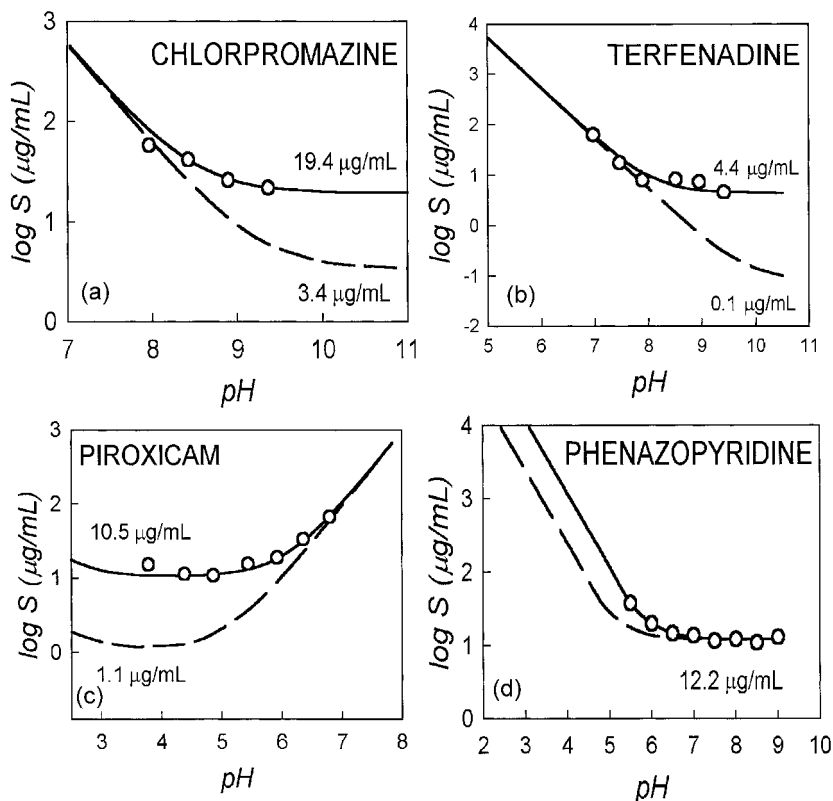 CHLORPROMAZINE
log S (μg/mL)
3
2
1
0
19.4 μg/mL
3.4 μg/mL
(a)
7 8 9 10 11
pH
TERFENADINE
log S (μg/mL)
4
3
2
1
0
-1
-2
4.4 μg/mL
0.1 μg/mL
(b)
5 6 7 8 9 10 11
pH
PIROXICAM
log S (μg/mL)
3
2
1
0
10.5 μg/mL
1.1 μg/mL
(c)
3 4 5 6 7 8
pH
PHENAZOPYRIDINE
log S (μg/mL)
4
3
2
1
0
12.2 μg/mL
(d)
2 3 4 5 6 7 8 9 10
pH